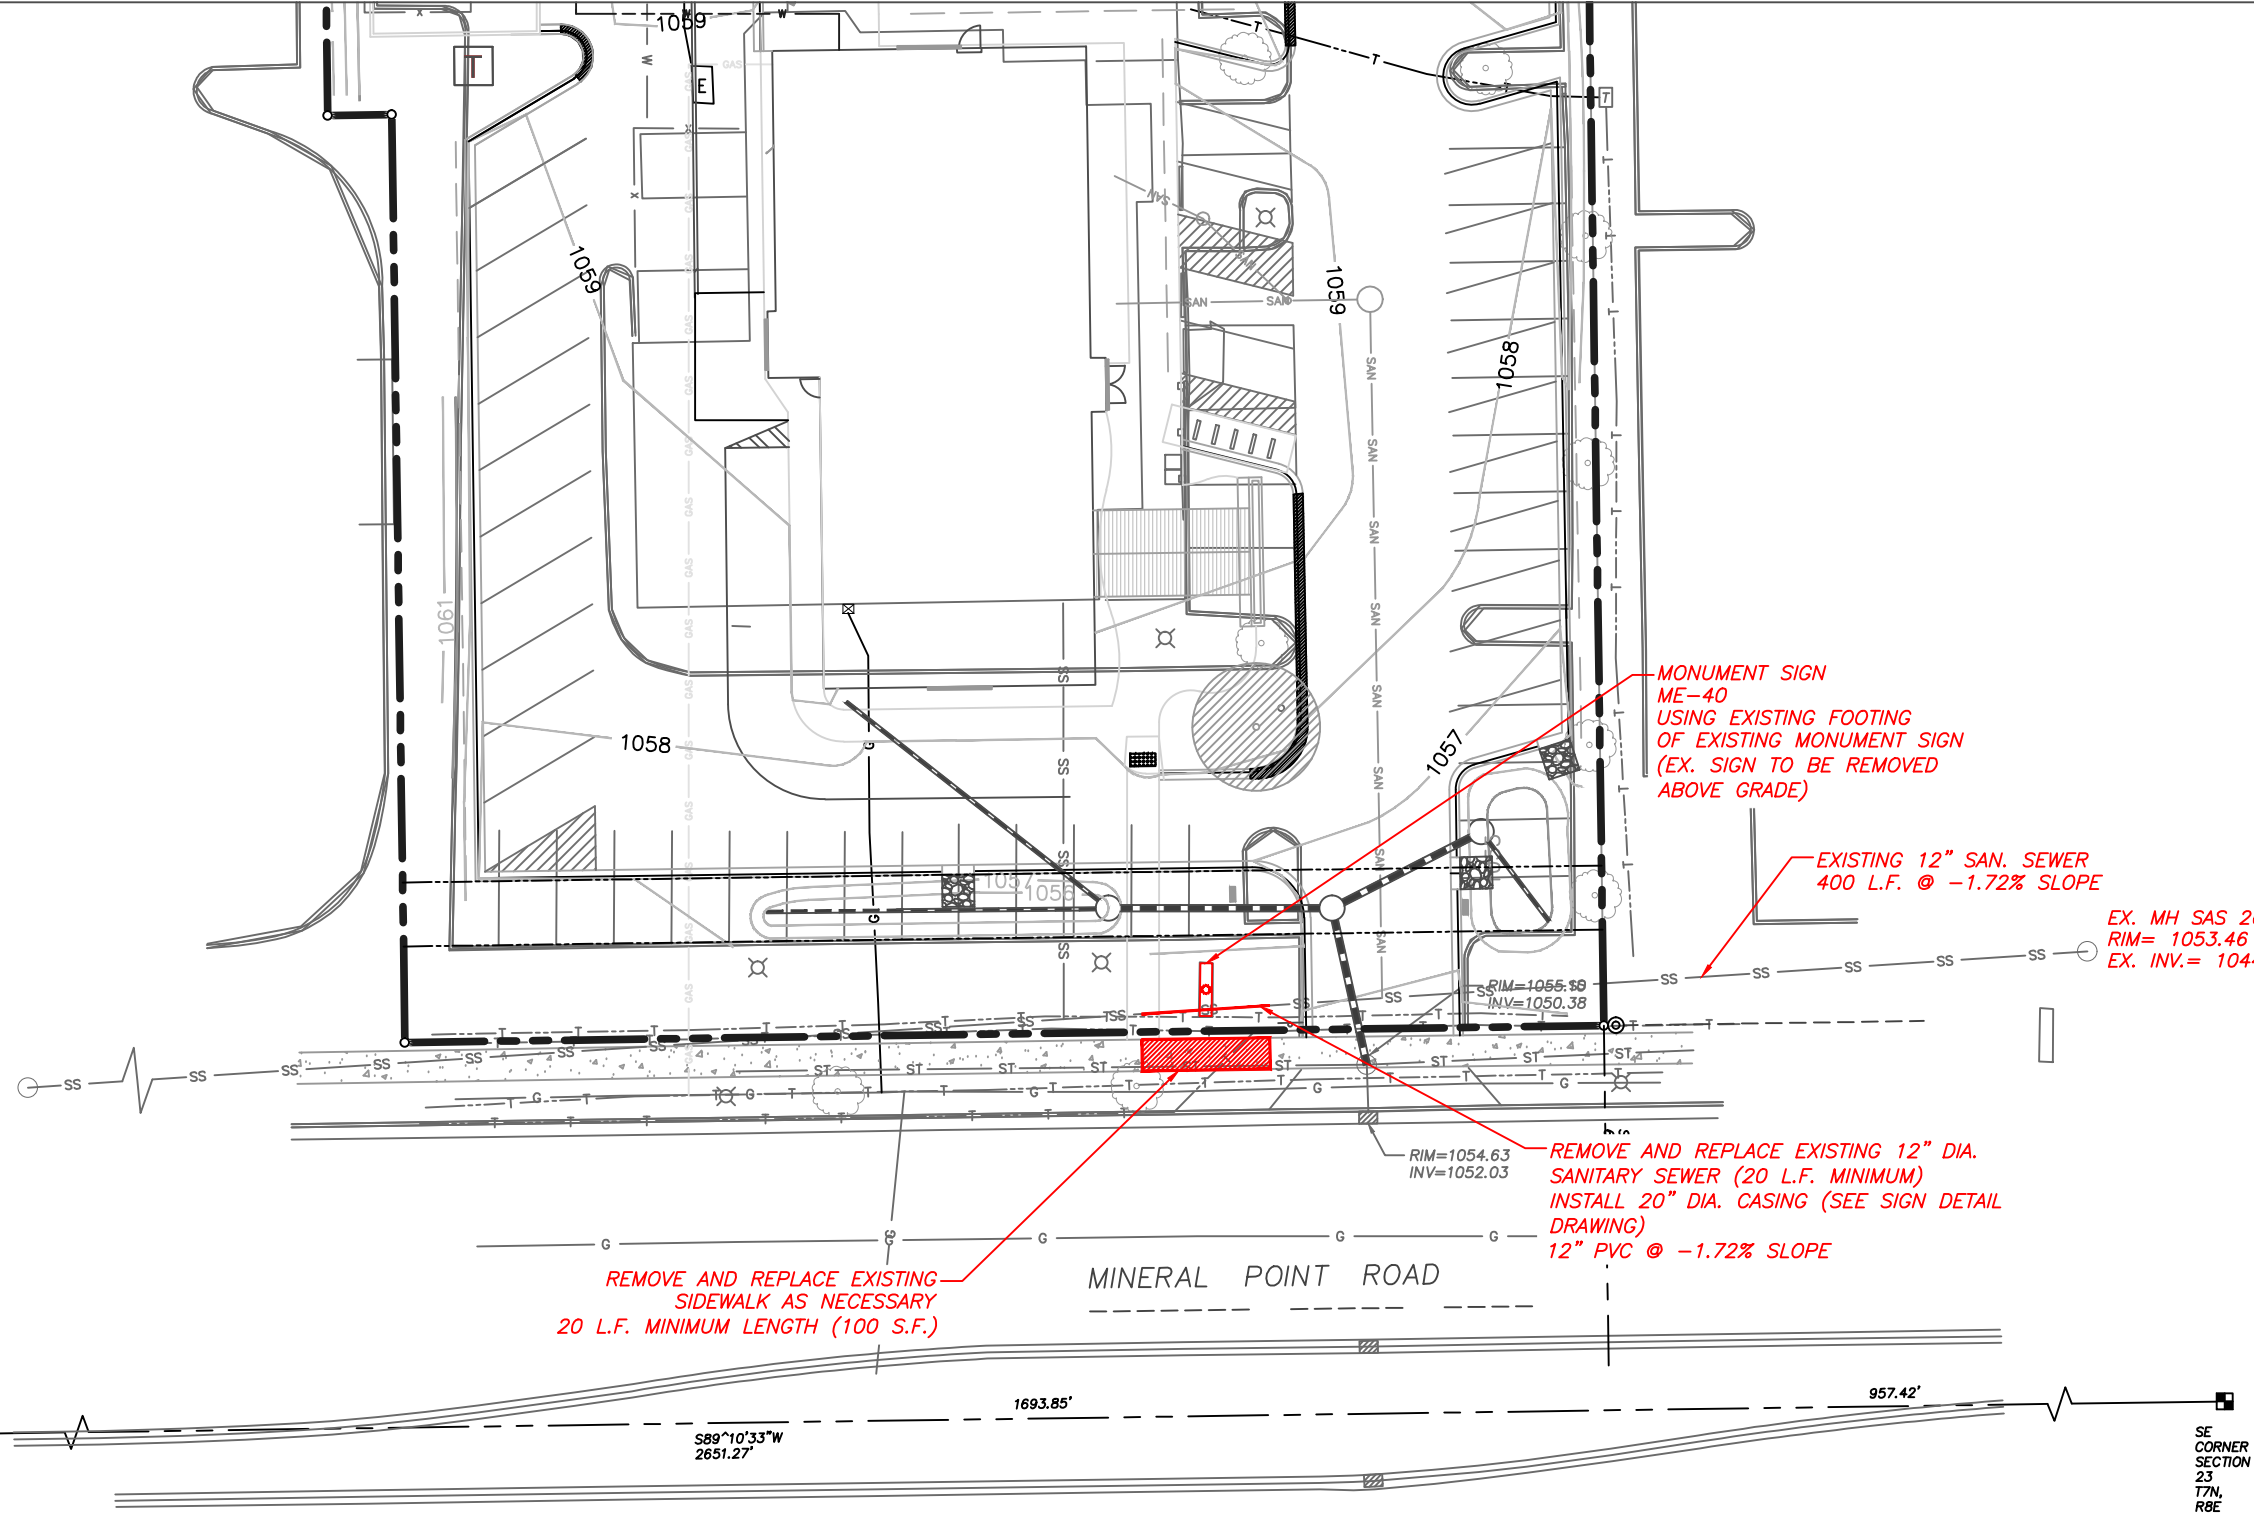 1059
W
W
T
E
T
T
T
1059
1059
SAN
SAN
SAN
SAN
1058
1061
1058
1057
1057
1056
MONUMENT SIGN
ME-40
USING EXISTING FOOTING
OF EXISTING MONUMENT SIGN
(EX. SIGN TO BE REMOVED
ABOVE GRADE)
EXISTING 12" SAN. SEWER
400 L.F. @ -1.72% SLOPE
EX. MH SAS
RIM= 1053.46
EX. INV.=
INV=1050.38
RIM=1054.63
INV=1052.03
REMOVE AND REPLACE EXISTING 12" DIA.
SANITARY SEWER (20 L.F. MINIMUM)
INSTALL 20" DIA. CASING (SEE SIGN DETAIL
DRAWING)
12" PVC @ -1.72% SLOPE
REMOVE AND REPLACE EXISTING
SIDEWALK AS NECESSARY
20 L.F. MINIMUM LENGTH (100 S.F.)
MINERAL POINT ROAD
1693.85'
957.42'
S89^10'33"W
2651.27'
SE
CORNER
SECTION
23
T7N,
R8E